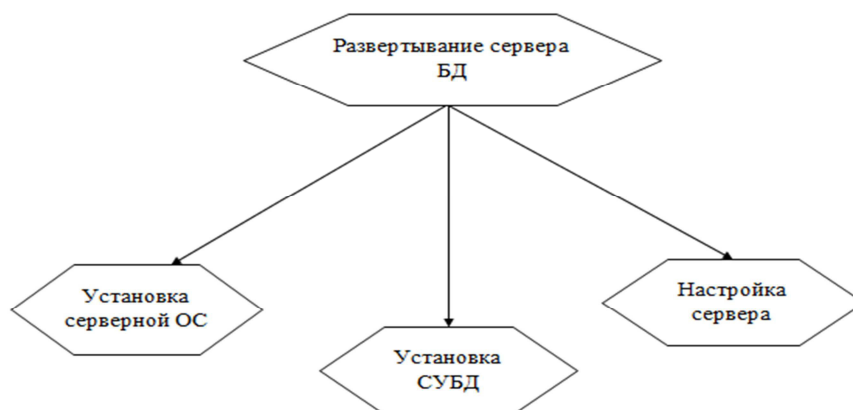 Развертывание сервера
БД
Установка
серверной ОС
Установка
СУБД
Настройка
сервера